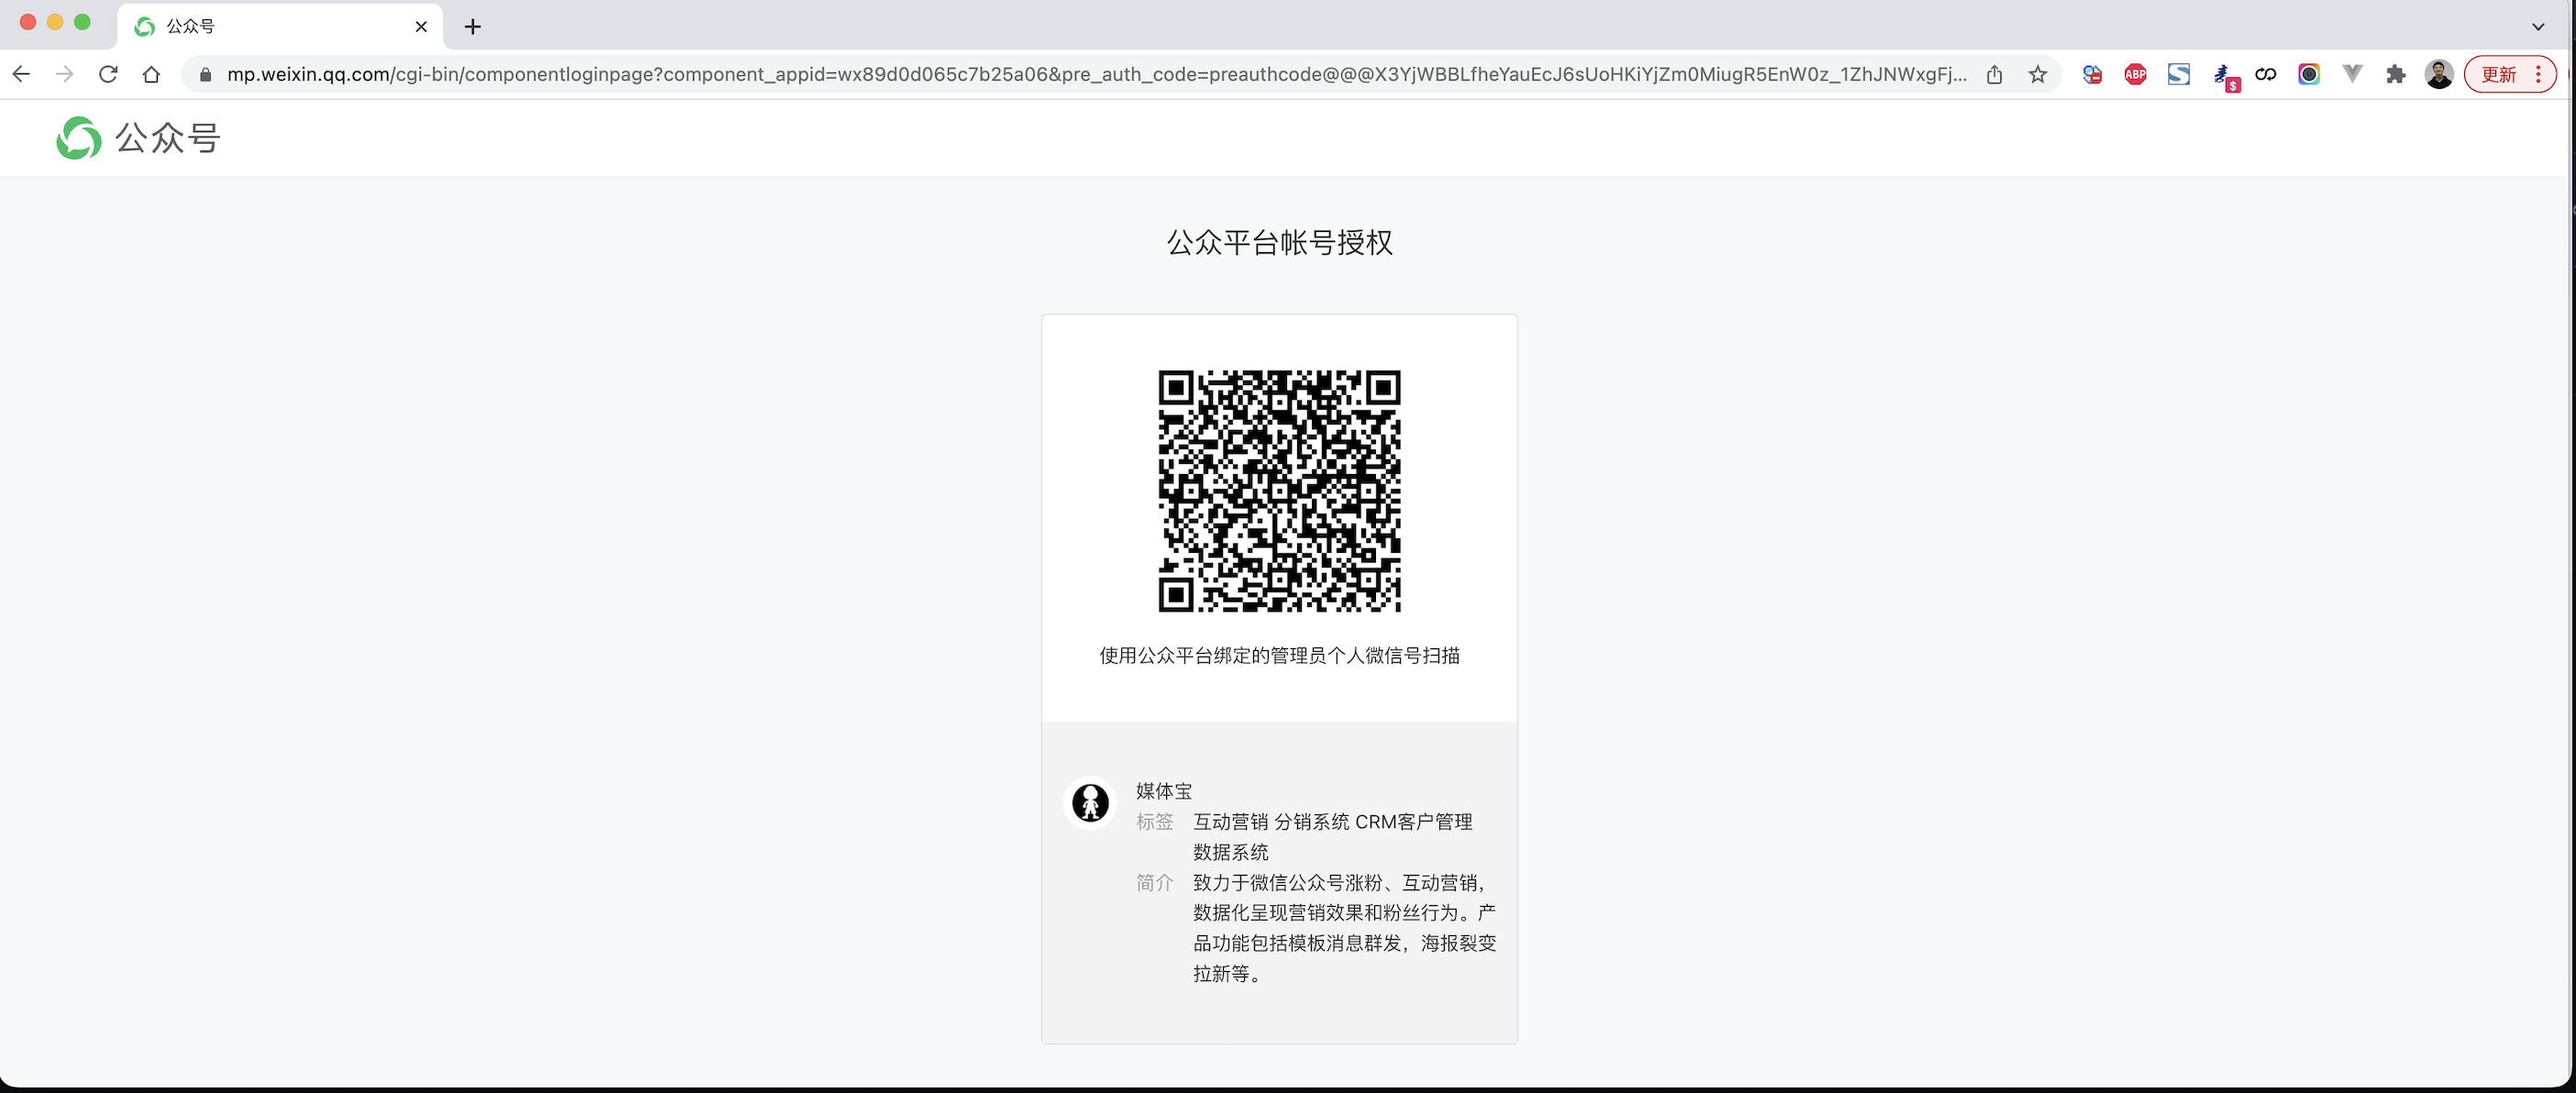 公众号
mp.weixin.qq.com/cgi-bin/componentloginpage?component_appid=wx89d0d065c7b25a06&pre_auth_code=preauthcode@@@X3YjWBBLfheYauEcJ6sUoHKiYjZm0MiugR5EnW0z_1ZhJNWxgFj...
ABP
$
更新
公众号
公众平台帐号授权
使用公众平台绑定的管理员个人微信号扫描
媒体宝
标签 互动营销 分销系统 CRM客户管理
数据系统
简介 致力于微信公众号涨粉、互动营销，
数据化呈现营销效果和粉丝行为。产
品功能包括模板消息群发，海报裂变
拉新等。